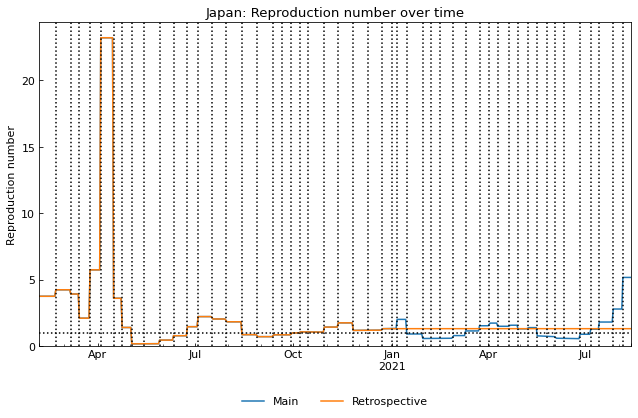 Japan: Reproduction number over time
Reproduction number
20
15
10
5
0
Apr
Jul
Oct
Jan
2021
Apr
Jul
Main
Retrospective